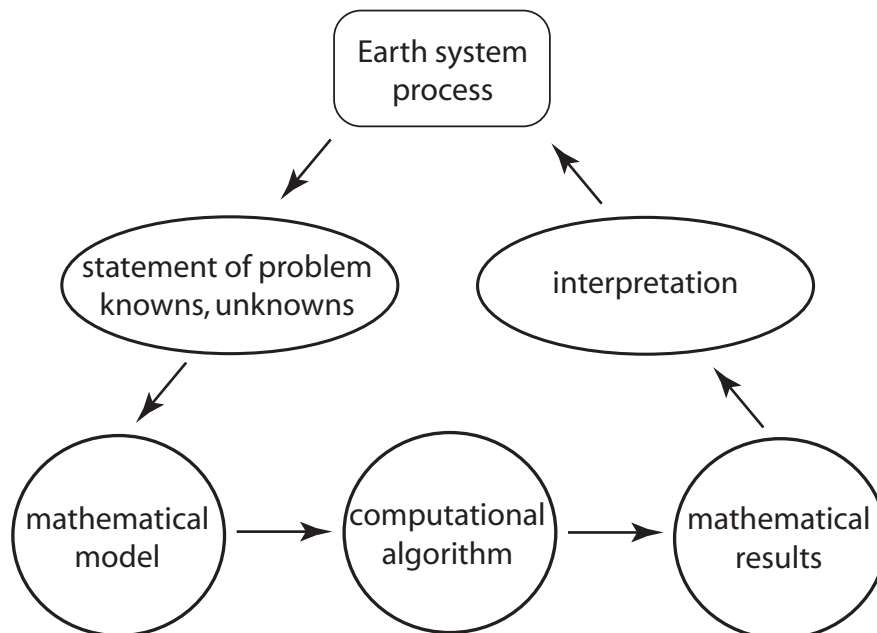 Earth system
process
statement of problem
knowns, unknowns
interpretation
mathematical
model
computational
algorithm
mathematical
results